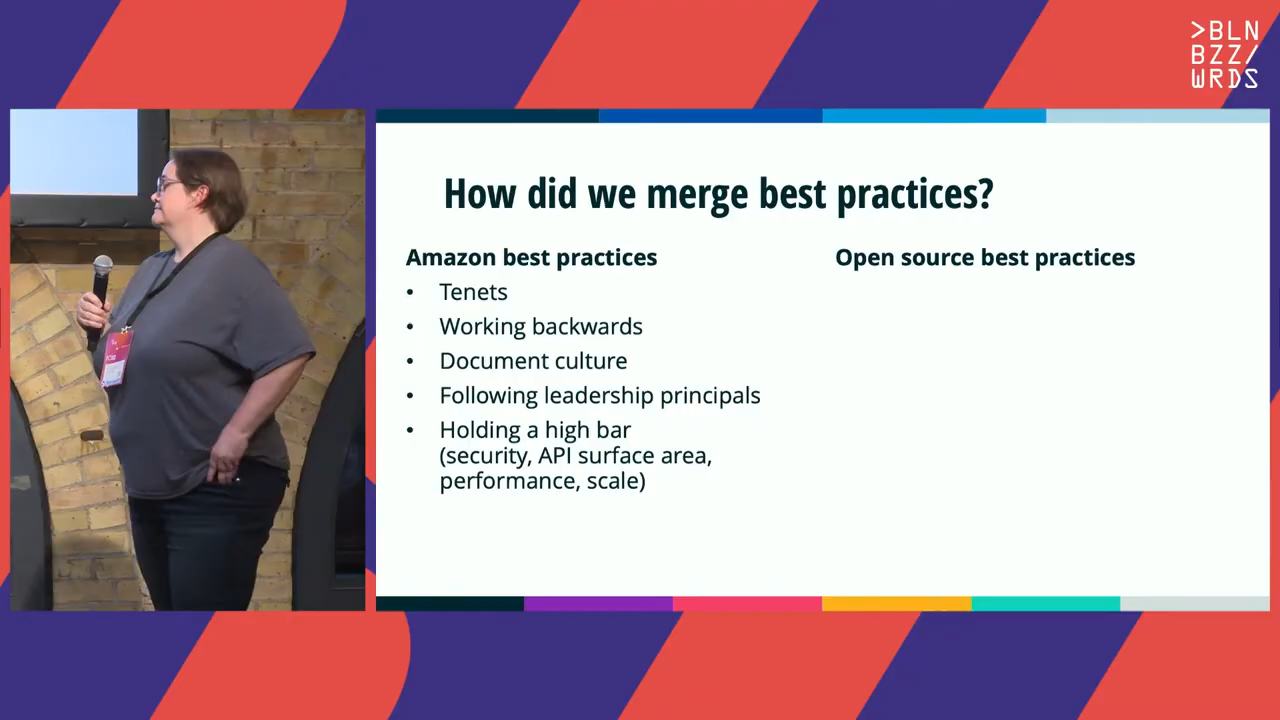 >BLN
BZZ/
WRDS
How did we merge best practices?
Amazon best practices
• Tenets
• Working backwards
• Document culture
• Following leadership principals
• Holding a high bar
(security, API surface area,
performance, scale)
Open source best practices